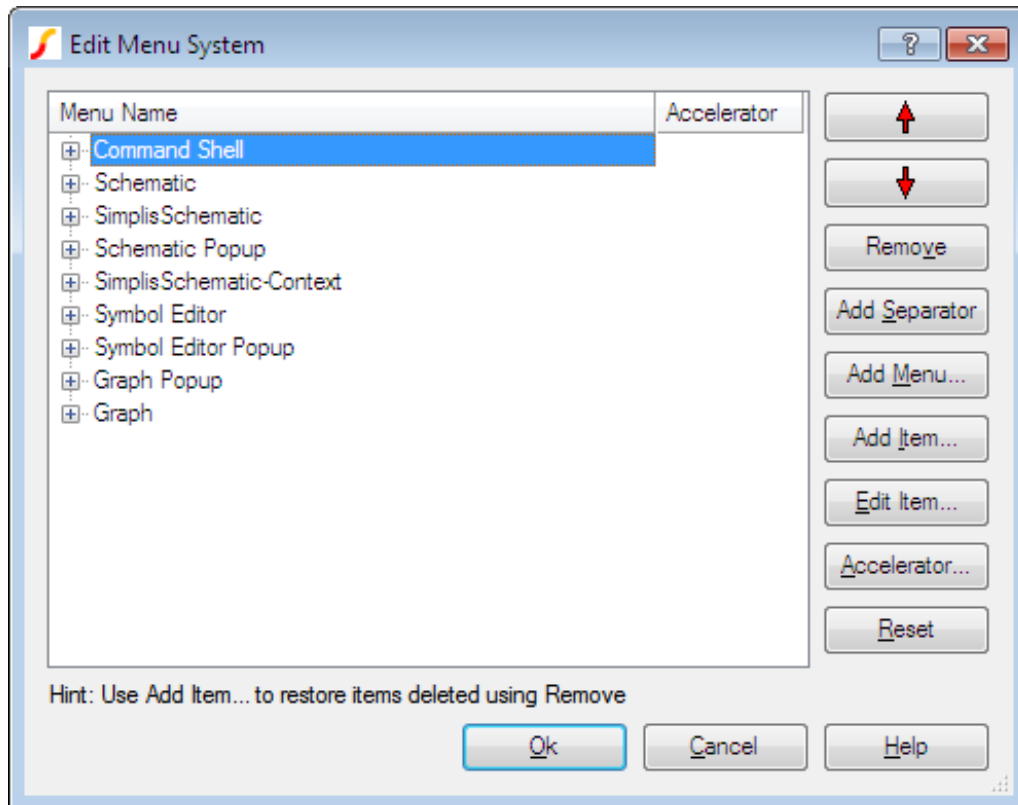 Edit Menu System
Menu Name Accelerator
Command Shell
Schematic
SimplisSchematic
Schematic Popup
SimplisSchematic-Context
Symbol Editor
Symbol Editor Popup
Graph Popup
Graph
Remove
Add Separator
Add Menu...
Add Item...
Edit Item...
Accelerator...
Reset
Hint: Use Add Item... to restore items deleted using Remove
Ok Cancel Help